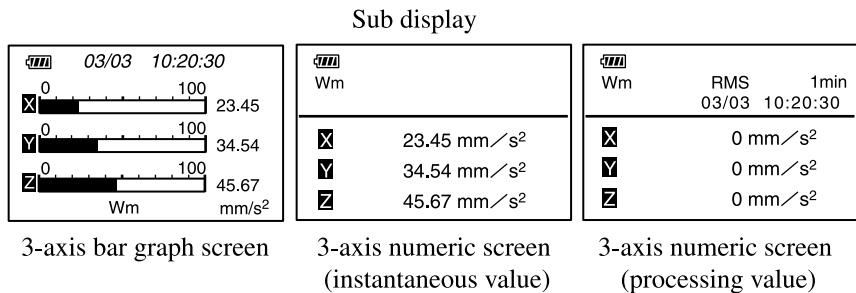 Sub display
03/03 10:20:30
0 100
X 23.45
0 100
Y 34.54
0 100
Z 45.67
Wm mm/s²
3-axis bar graph screen
Wm
X 23.45 mm/s²
Y 34.54 mm/s²
Z 45.67 mm/s²
3-axis numeric screen
(instantaneous value)
Wm RMS 1min
03/03 10:20:30
X 0 mm/s²
Y 0 mm/s²
Z 0 mm/s²
3-axis numeric screen
(processing value)